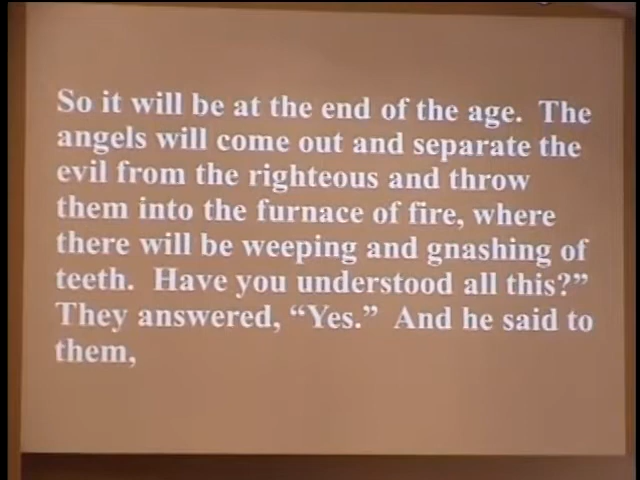 So it will be at the end of the age.  The
angels will come out and separate the
evil from the righteous and throw
them into the furnace of fire, where
there will be weeping and gnashing of
teeth.  Have you understood all this?”
They answered, “Yes.”  And he said to
them,